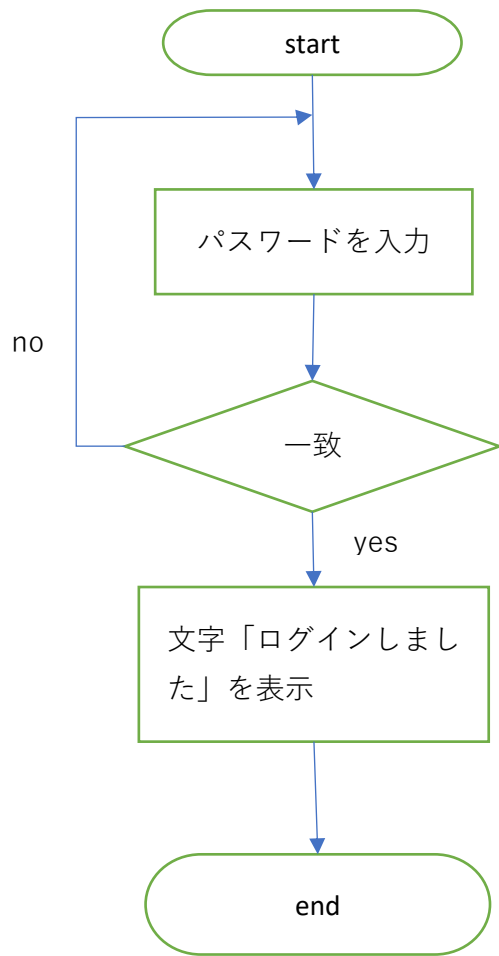 start
パスワードを入力
no
一致
yes
文字「ログインしまし
た」を表示
end